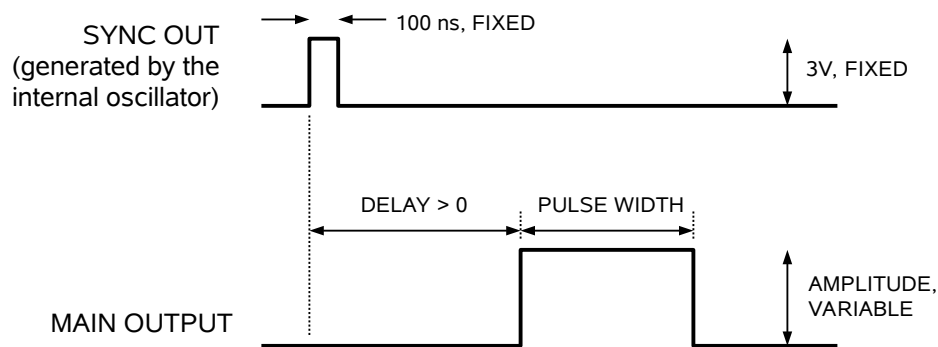 100 ns, FIXED
SYNC OUT
(generated by the
internal oscillator)
3V, FIXED
DELAY > 0
PULSE WIDTH
AMPLITUDE,
VARIABLE
MAIN OUTPUT